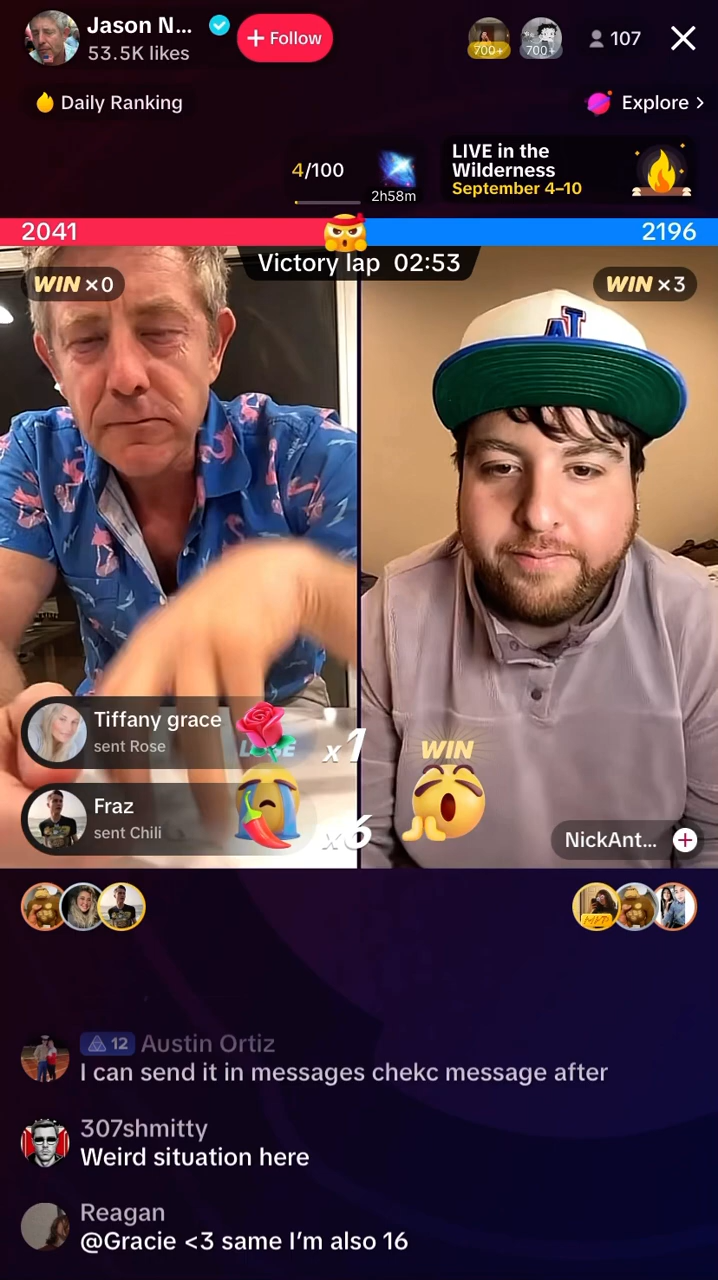 Jason N...
53.5K likes
+ Follow
700+
700+
107
Daily Ranking
Explore >
4/100
2h58m
LIVE in the
Wilderness
September 4–10
2041
2196
Victory lap 02:53
WIN ×0
WIN ×3
Tiffany grace
sent Rose
x1
Fraz
sent Chili
x6
WIN
NickAnt...
12 Austin Ortiz
I can send it in messages chekc message after
307shmitty
Weird situation here
Reagan
@Gracie <3 same I’m also 16